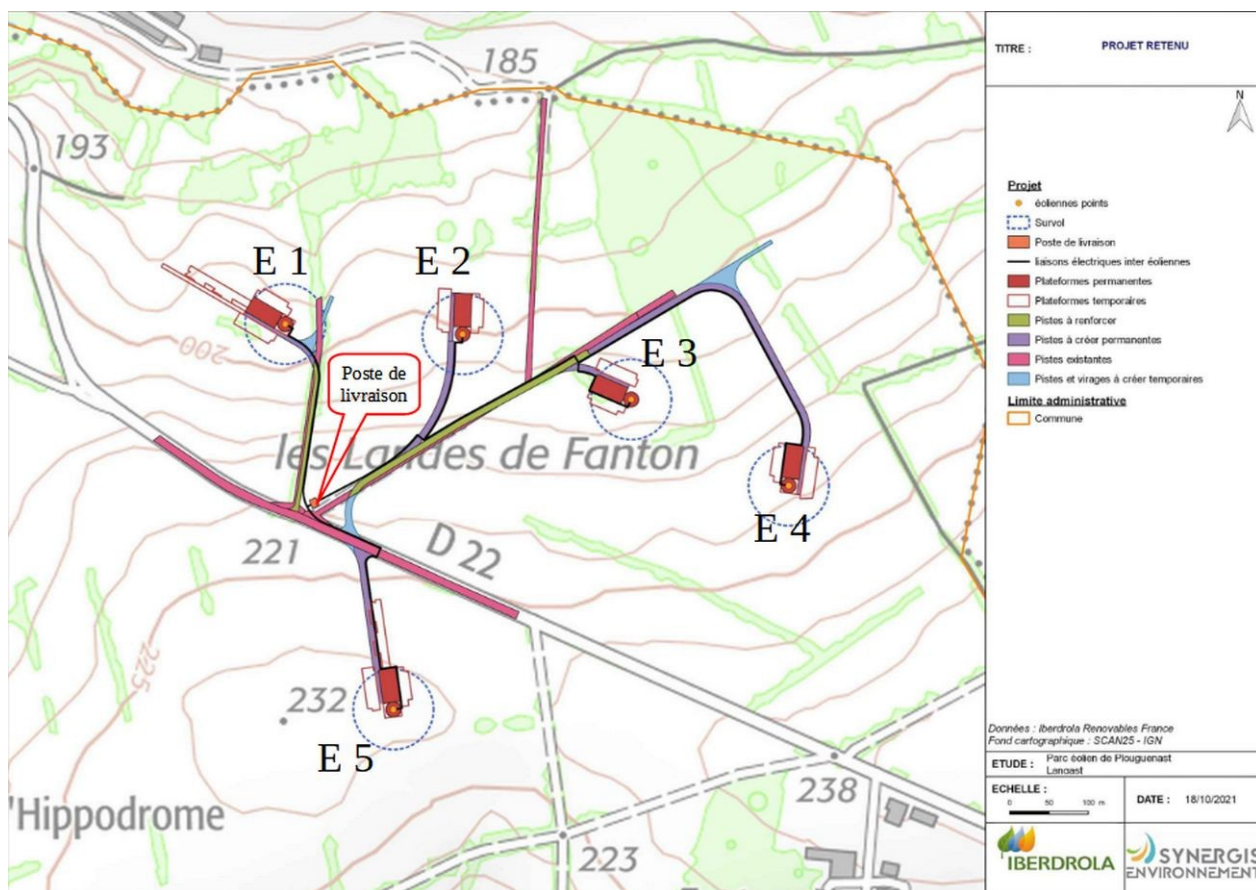 185
193
E 1
E 2
200
Poste de
livraison
E 3
les Landes de Fanton
E 4
221
D 22
225
232
E 5
'Hippodrome
238
223
TITRE :
PROJET RETENU
N
Projet
éoliennes points
Survol
Poste de livraison
liaisons électriques inter éoliennes
Plateformes permanentes
Plateformes temporaires
Pistes à renforcer
Pistes à créer permanentes
Pistes existantes
Pistes et virages à créer temporaires
Limite administrative
Commune
Données : Iberdrola Renovables France
Fond cartographique : SCAN25 - IGN
ETUDE :
Parc éolien de Plouguenast
Langast
ECHELLE :
0 50 100 m
DATE : 18/10/2021
IBERDROLA
SYNERGIS
ENVIRONNEMENT